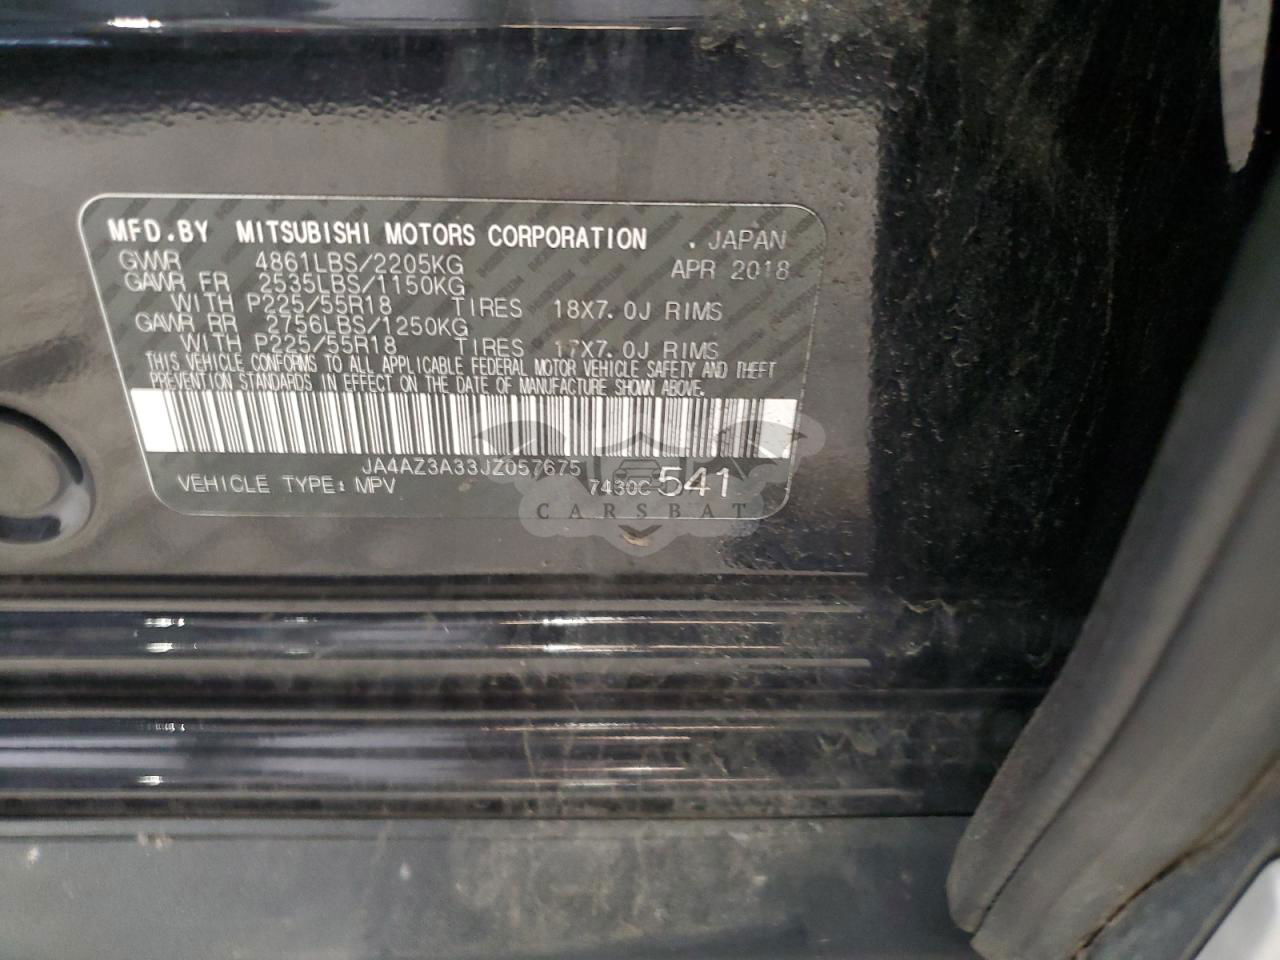 MFD.BY MITSUBISHI MOTORS CORPORATION . JAPAN
GVWR 4861LBS/2205KG APR 2018
GAWR FR 2535LBS/1150KG
WITH P225/55R18 TIRES 18X7.0J RIMS
GAWR RR 2756LBS/1250KG
WITH P225/55R18 TIRES 17X7.0J RIMS
THIS VEHICLE CONFORMS TO ALL APPLICABLE FEDERAL MOTOR VEHICLE SAFETY AND THEFT
PREVENTION STANDARDS IN EFFECT ON THE DATE OF MANUFACTURE SHOWN ABOVE.
JA4AZ3A33JZ057675
VEHICLE TYPE: MPV 7430C 541
CARSBAT